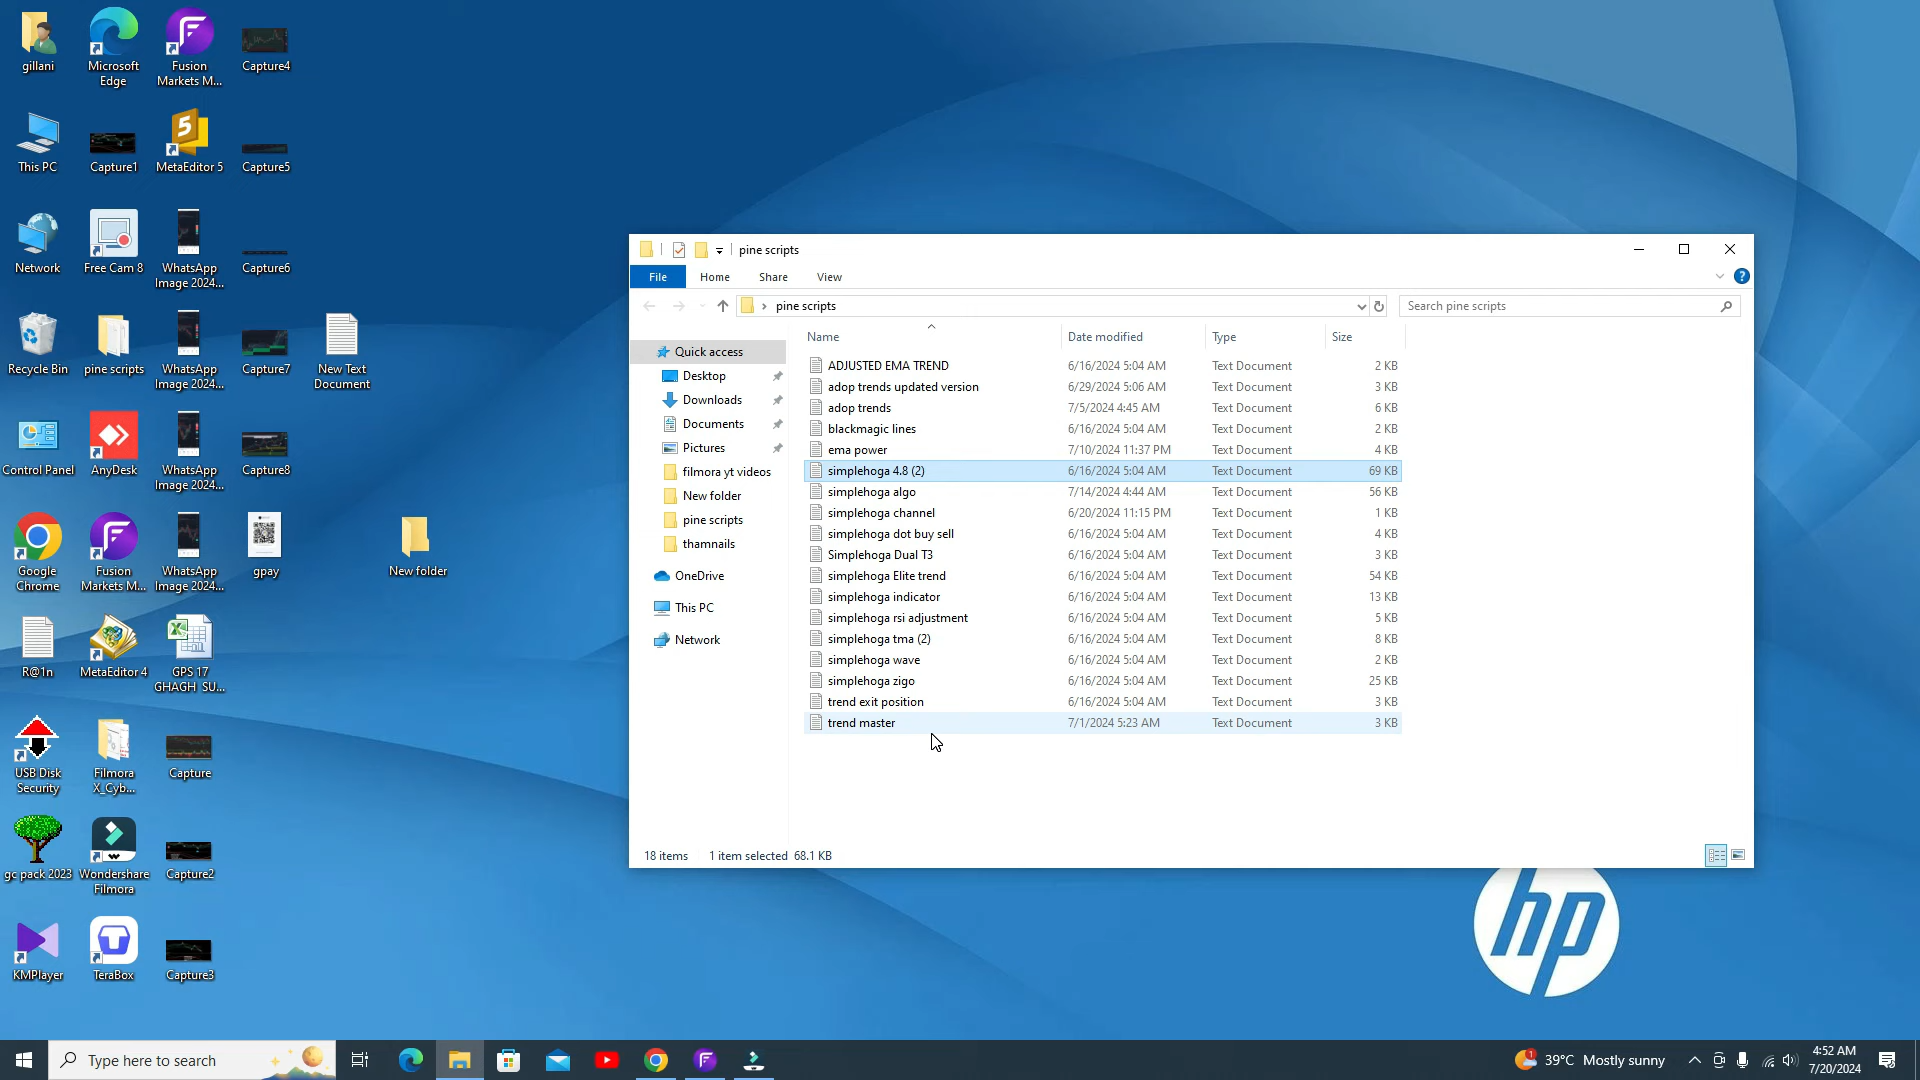 gillani
Microsoft
Edge
Fusion
Markets M...
Capture4
This PC
Capture1
MetaEditor 5
Capture5
Network
Free Cam 8
WhatsApp
Image 2024...
Capture6
Recycle Bin
pine scripts
WhatsApp
Image 2024...
Capture7
New Text
Document
Control Panel
AnyDesk
WhatsApp
Image 2024...
Capture8
Google
Chrome
Fusion
Markets M...
WhatsApp
Image 2024...
gpay
New folder
R@1n
MetaEditor 4
GPS 17
GHAGH_SU...
USB Disk
Security
Filmora
X_Cyb...
Capture
gc pack 2023
Wondershare
Filmora
Capture2
KMPlayer
TeraBox
Capture3
pine scripts
File Home Share View
pine scripts
Search pine scripts
Quick access
Desktop
Downloads
Documents
Pictures
filmora yt videos
New folder
pine scripts
thamnails
OneDrive
This PC
Network
Name Date modified Type Size
ADJUSTED EMA TREND 6/16/2024 5:04 AM Text Document 2 KB
adop trends updated version 6/29/2024 5:06 AM Text Document 3 KB
adop trends 7/5/2024 4:45 AM Text Document 6 KB
blackmagic lines 6/16/2024 5:04 AM Text Document 2 KB
ema power 7/10/2024 11:37 PM Text Document 4 KB
simplehoga 4.8 (2) 6/16/2024 5:04 AM Text Document 69 KB
simplehoga algo 7/14/2024 4:44 AM Text Document 56 KB
simplehoga channel 6/20/2024 11:15 PM Text Document 1 KB
simplehoga dot buy sell 6/16/2024 5:04 AM Text Document 4 KB
Simplehoga Dual T3 6/16/2024 5:04 AM Text Document 3 KB
simplehoga Elite trend 6/16/2024 5:04 AM Text Document 54 KB
simplehoga indicator 6/16/2024 5:04 AM Text Document 13 KB
simplehoga rsi adjustment 6/16/2024 5:04 AM Text Document 5 KB
simplehoga tma (2) 6/16/2024 5:04 AM Text Document 8 KB
simplehoga wave 6/16/2024 5:04 AM Text Document 2 KB
simplehoga zigo 6/16/2024 5:04 AM Text Document 25 KB
trend exit position 6/16/2024 5:04 AM Text Document 3 KB
trend master 7/1/2024 5:23 AM Text Document 3 KB
18 items 1 item selected 68.1 KB
hp
Type here to search
1
39°C Mostly sunny
4:52 AM
7/20/2024